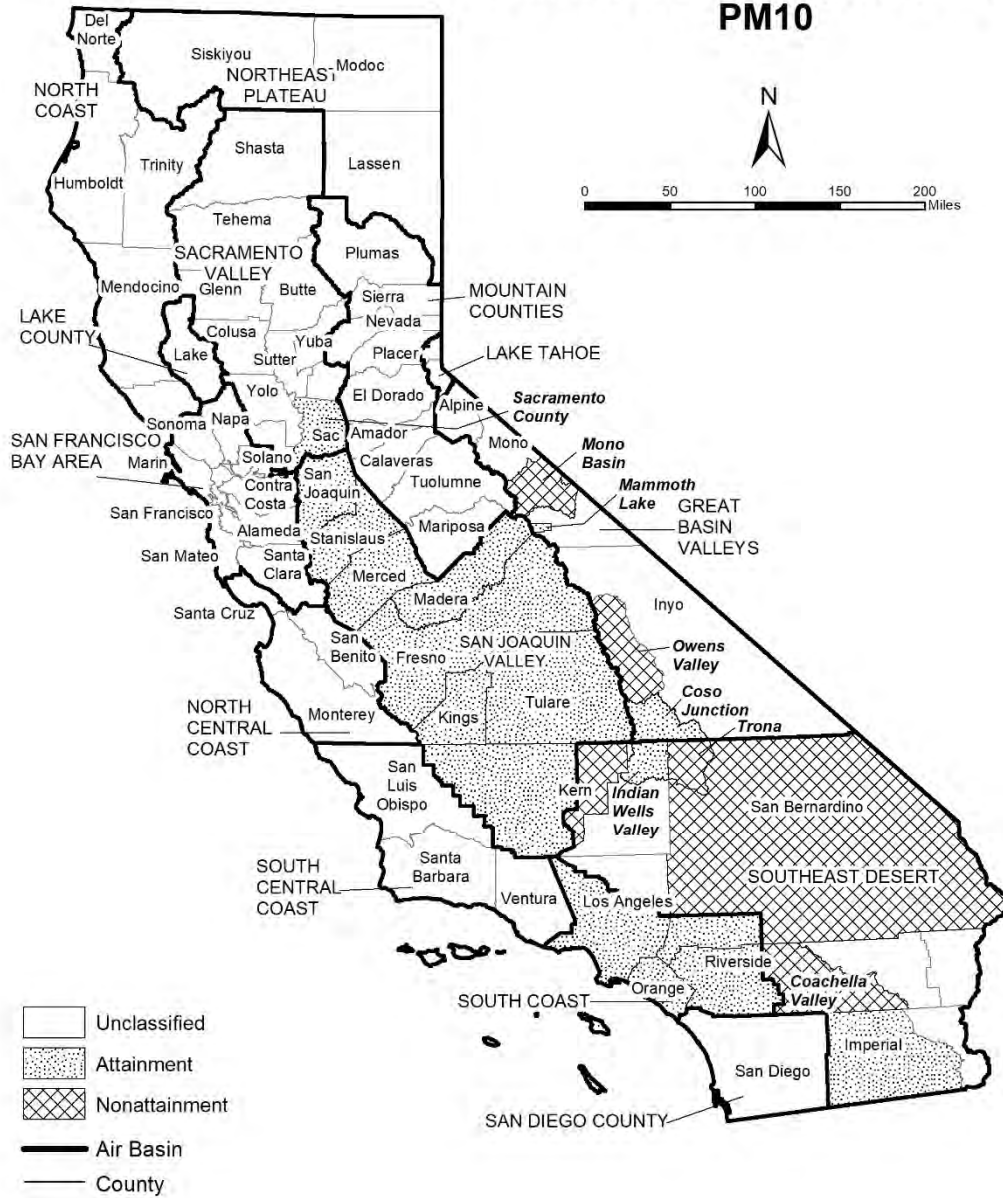 PM10
N
0 50 100 150 200
Miles
Del
Norte
Siskiyou
Modoc
NORTHEAST
PLATEAU
NORTH
COAST
Shasta
Trinity
Lassen
Humboldt
Tehema
Plumas
SACRAMENTO
VALLEY
Mendocino
Glenn
Butte
Sierra
MOUNTAIN
COUNTIES
Nevada
LAKE
COUNTY
Colusa
Yuba
Lake
Sutter
Placer
LAKE TAHOE
Yolo
El Dorado
Alpine
Sacramento
County
Sonoma
Napa
Sac
Amador
Mono
Mono
Basin
SAN FRANCISCO
BAY AREA
Marin
Solano
Calaveras
San
Joaquin
Contra
Costa
Tuolumne
Mammoth
Lake
GREAT
BASIN
VALLEYS
San Francisco
Alameda
Stanislaus
Mariposa
San Mateo
Santa
Clara
Merced
Madera
Santa Cruz
Inyo
San
Benito
Fresno
SAN JOAQUIN
VALLEY
Owens
Valley
Coso
Junction
Trona
NORTH
CENTRAL
COAST
Monterey
Kings
Tulare
San
Luis
Obispo
Kern
Indian
Wells
Valley
San Bernardino
SOUTH
CENTRAL
COAST
Santa
Barbara
Ventura
Los Angeles
SOUTHEAST DESERT
Riverside
Orange
Coachella
Valley
SOUTH COAST
Imperial
San Diego
SAN DIEGO COUNTY
Unclassified
Attainment
Nonattainment
Air Basin
County